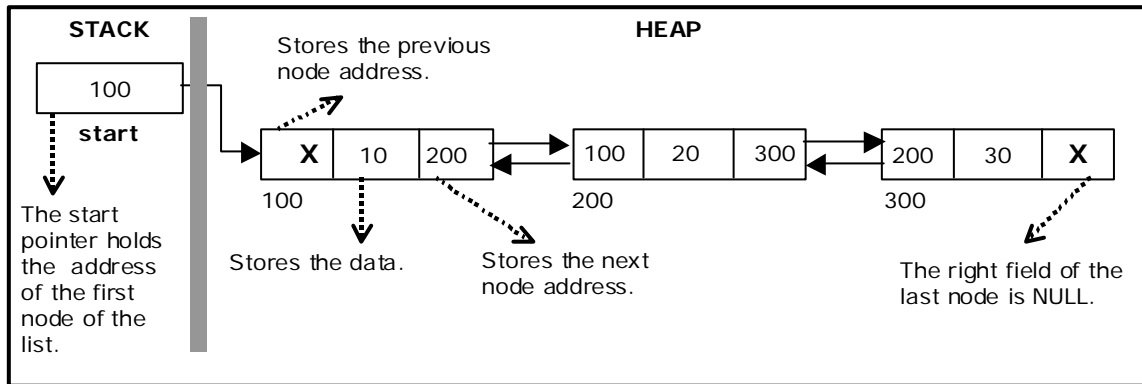 STACK
HEAP
Stores the previous
node address.
100
start
X 10 200
100 20 300
200 30 X
100
200
300
The start
pointer holds
the address
of the first
node of the
list.
Stores the data.
Stores the next
node address.
The right field of the
last node is NULL.